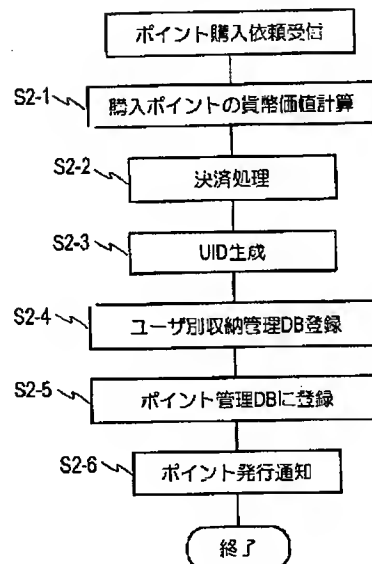 ポイント購入依頼受信
S2-1
購入ポイントの貨幣価値計算
S2-2
決済処理
S2-3
UID生成
S2-4
ユーザ別収納管理DB登録
S2-5
ポイント管理DBに登録
S2-6
ポイント発行通知
終了